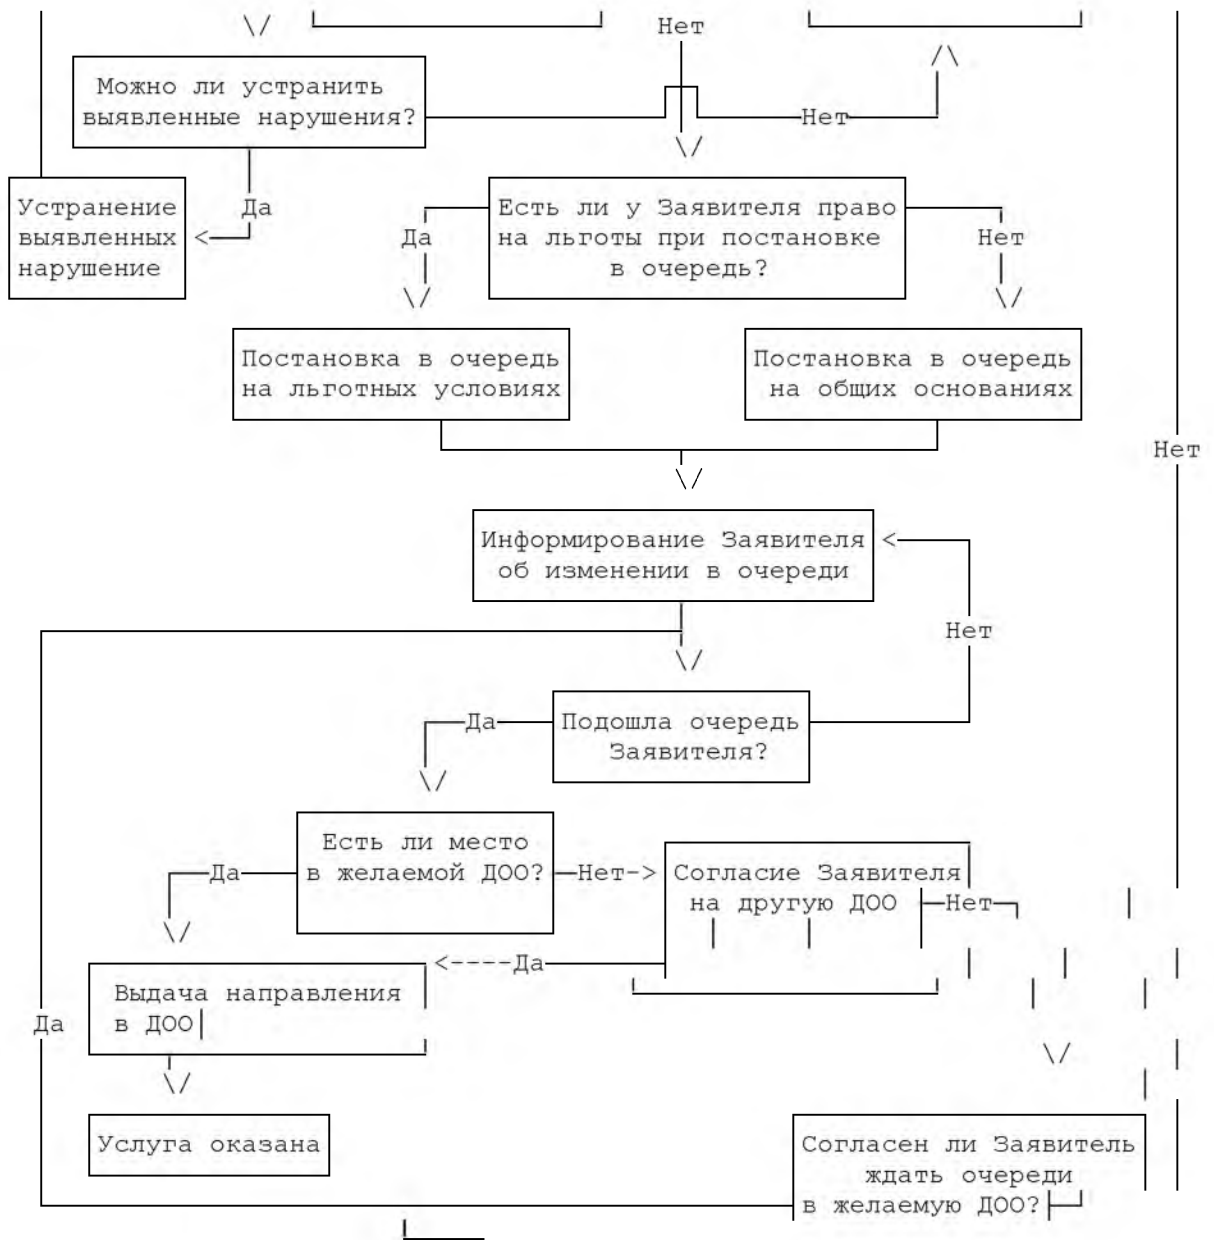 Нет
Можно ли устранить
выявленные нарушения?
Нет
Да
Устранение
выявленных
нарушение
Есть ли у Заявителя право
на льготы при постановке
в очередь?
Да
Нет
Постановка в очередь
на льготных условиях
Постановка в очередь
на общих основаниях
Нет
Информирование Заявителя
об изменении в очереди
Нет
Да
Подошла очередь
Заявителя?
Есть ли место
в желаемой ДОО?
Да
Нет->
Согласие Заявителя
на другую ДОО
Нет
<----Да
Выдача направления
в ДОО
Да
Услуга оказана
Согласен ли Заявитель
ждать очереди
в желаемую ДОО?